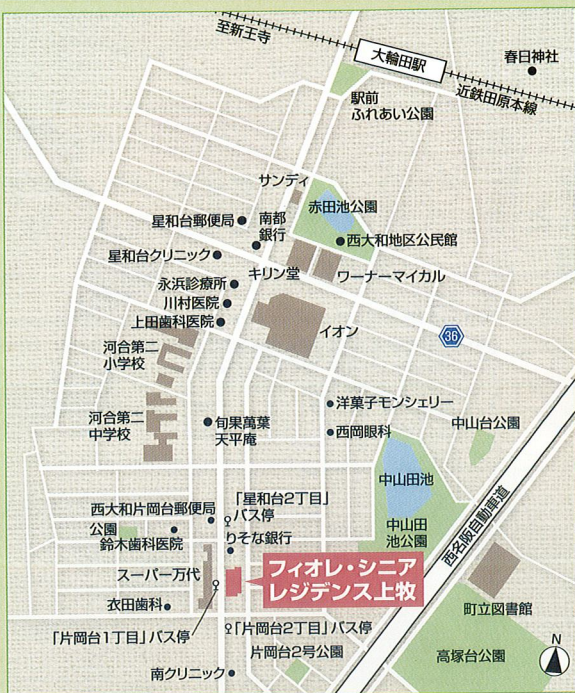 至新王寺
大輪田駅
春日神社
近鉄田原本線
駅前
ふれあい公園
サンディ
赤田池公園
星和台郵便局
南都
銀行
西大和地区公民館
星和台クリニック
キリン堂
ワーナーマイカル
永浜診療所
川村医院
上田歯科医院
イオン
36
河合第二
小学校
洋菓子モンシェリー
河合第二
中学校
旬果萬葉
天平庵
西岡眼科
中山台公園
中山田池
西大和片岡台郵便局
「星和台2丁目」
バス停
公園
中山田
池公園
西名阪自動車道
鈴木歯科医院
りそな銀行
スーパー万代
フィオレ・シニア
レジデンス上牧
衣田歯科
町立図書館
「片岡台1丁目」バス停
「片岡台2丁目」バス停
片岡台2号公園
高塚台公園
N
南クリニック